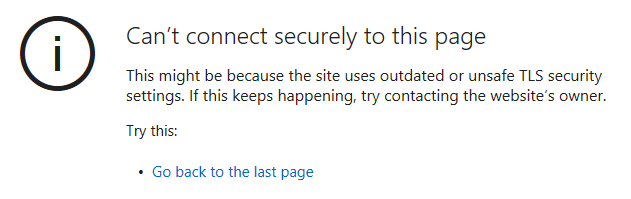 i
Can’t connect securely to this page
This might be because the site uses outdated or unsafe TLS security
settings. If this keeps happening, try contacting the website’s owner.
Try this:
• Go back to the last page